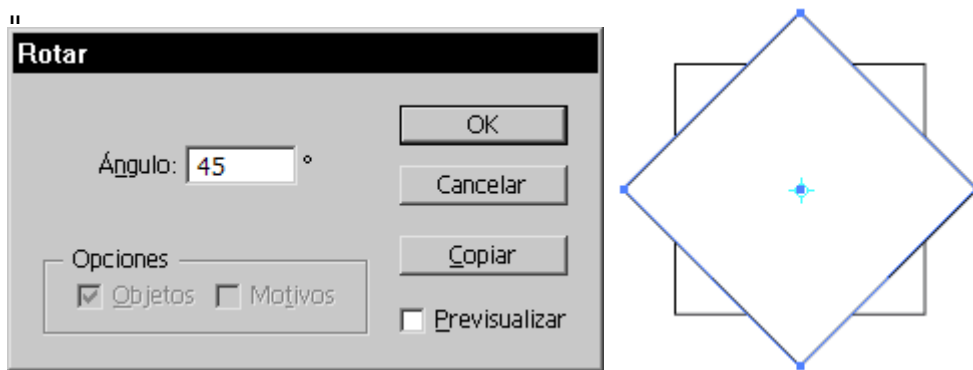 "
Rotar
OK
Ángulo: 45 °
Cancelar
Copiar
Opciones
Objetos Motivos
Previsualizar